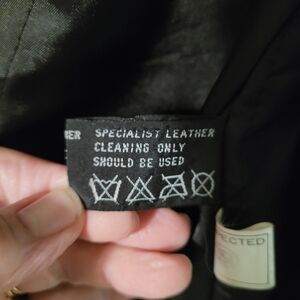 SPECIALIST LEATHER
CLEANING ONLY
SHOULD BE USED